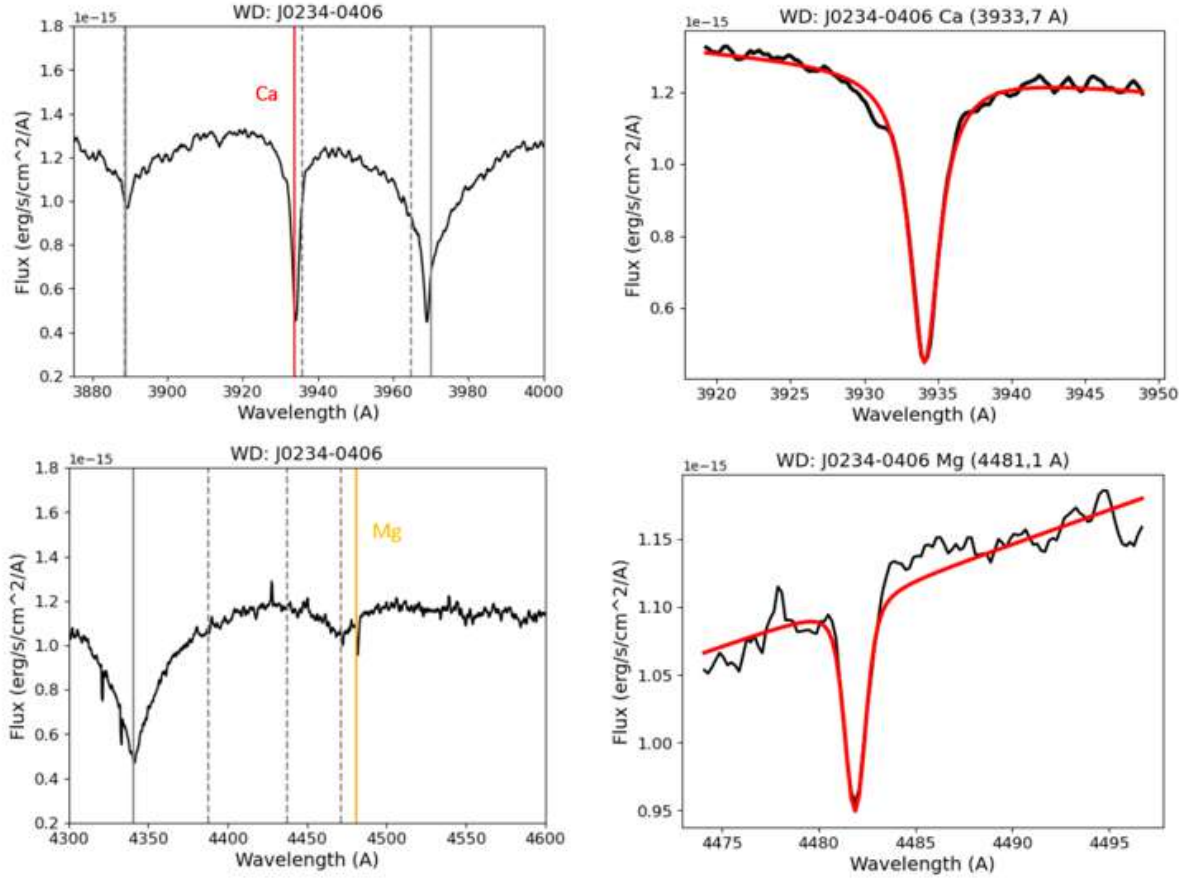 WD: J0234-0406
1e-15
1.8
1.6
1.4
1.2
1.0
0.8
0.6
0.4
0.2
Ca
3880
3900
3920
3940
3960
3980
4000
Wavelength (A)
Flux (erg/s/cm^2/A)
WD: J0234-0406 Ca (3933,7 A)
1e-15
1.2
1.0
0.8
0.6
3920
3925
3930
3935
3940
3945
3950
Wavelength (A)
Flux (erg/s/cm^2/A)
WD: J0234-0406
1e-15
1.8
1.6
1.4
1.2
1.0
0.8
0.6
0.4
0.2
Mg
4300
4350
4400
4450
4500
4550
4600
Wavelength (A)
Flux (erg/s/cm^2/A)
WD: J0234-0406 Mg (4481,1 A)
1e-15
1.15
1.10
1.05
1.00
0.95
4475
4480
4485
4490
4495
Wavelength (A)
Flux (erg/s/cm^2/A)